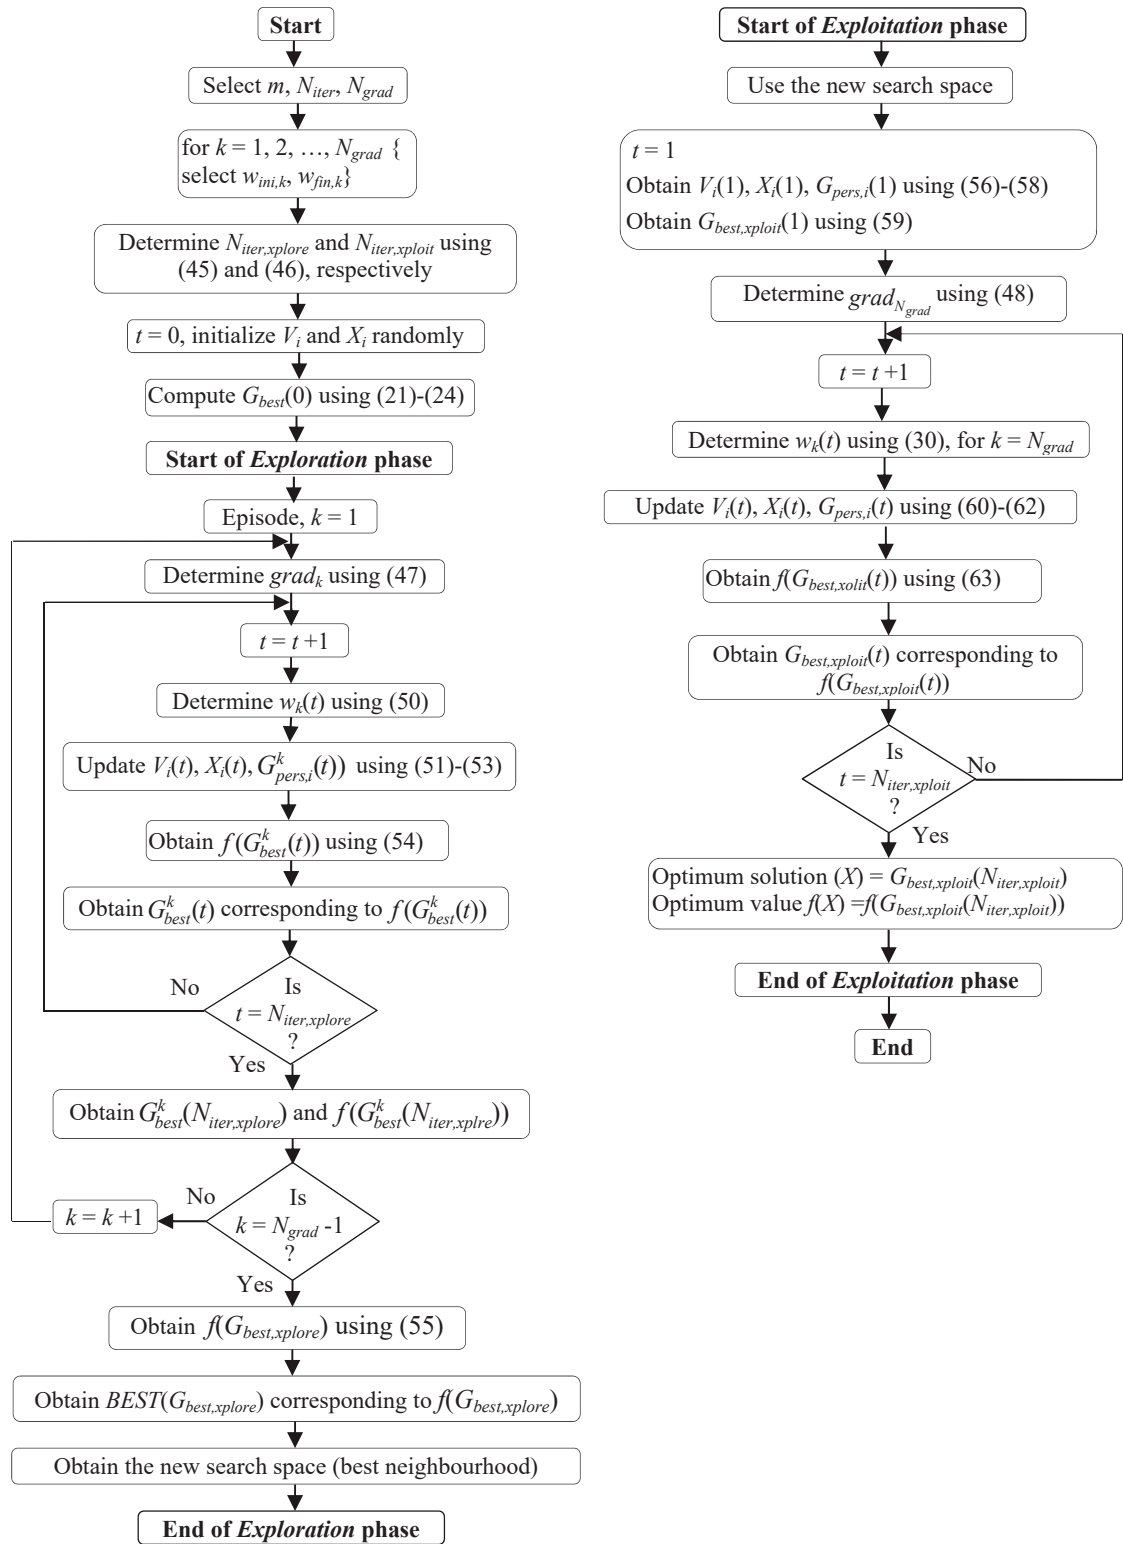 Start
Select m, N_iter, N_grad
for k = 1, 2, …, N_grad {
select w_ini,k, w_fin,k}
Determine N_iter,xplore and N_iter,xploit using
(45) and (46), respectively
t = 0, initialize V_i and X_i randomly
Compute G_best(0) using (21)-(24)
Start of Exploration phase
Episode, k = 1
Determine grad_k using (47)
t = t +1
Determine w_k(t) using (50)
Update V_i(t), X_i(t), G^k_pers,i(t)) using (51)-(53)
Obtain f(G^k_best(t)) using (54)
Obtain G^k_best(t) corresponding to f(G^k_best(t))
No
Is
t = N_iter,xplore
?
Yes
Obtain G^k_best(N_iter,xplore) and f(G^k_best(N_iter,xplre))
No
Is
k = k +1
k = N_grad -1
?
Yes
Obtain f(G_best,xplore) using (55)
Obtain BEST(G_best,xplore) corresponding to f(G_best,xplore)
Obtain the new search space (best neighbourhood)
End of Exploration phase
Start of Exploitation phase
Use the new search space
t = 1
Obtain V_i(1), X_i(1), G_pers,i(1) using (56)-(58)
Obtain G_best,xploit(1) using (59)
Determine grad_N_grad using (48)
t = t +1
Determine w_k(t) using (30), for k = N_grad
Update V_i(t), X_i(t), G_pers,i(t) using (60)-(62)
Obtain f(G_best,xolit(t)) using (63)
Obtain G_best,xploit(t) corresponding to
f(G_best,xploit(t))
Is
No
t = N_iter,xploit
?
Yes
Optimum solution (X) = G_best,xploit(N_iter,xploit)
Optimum value f(X) =f(G_best,xploit(N_iter,xploit))
End of Exploitation phase
End